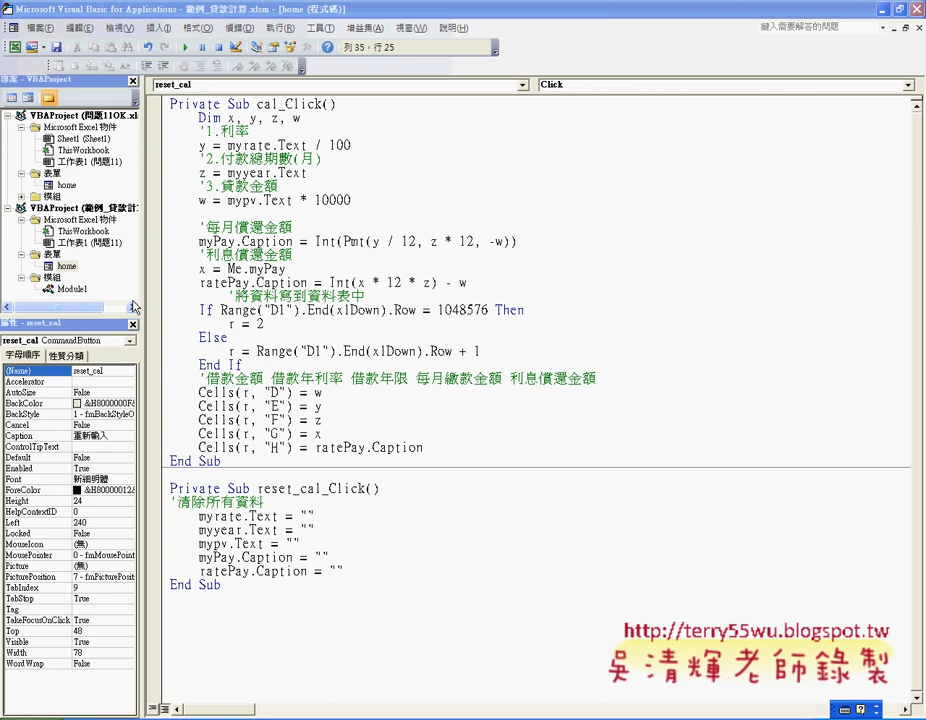 Microsoft Visual Basic for Applications - 範例_貸款計算.xlsm - [home (程式碼)]
檔案(F) 編輯(E) 檢視(V) 插入(I) 格式(O) 偵錯(D) 執行(R) 工具(T) 增益集(A) 視窗(W) 說明(H) 鍵入需要解答的問題
列 35，行 25
專案 - VBAProject
reset_cal Click
VBAProject (問題11OK.xl
Microsoft Excel 物件
Sheet1 (Sheet1)
ThisWorkbook
工作表1 (問題11)
表單
home
模組
VBAProject (範例_貸款計
Microsoft Excel 物件
ThisWorkbook
工作表1 (問題11)
表單
home
模組
Module1
屬性 - reset_cal
reset_cal CommandButton
字母順序 性質分類
(Name) reset_cal
Accelerator
AutoSize False
BackColor &H8000000F&
BackStyle 1 - fmBackStyleO
Cancel False
Caption 重新輸入
ControlTipText
Default False
Enabled True
Font 新細明體
ForeColor &H80000012&
Height 24
HelpContextID 0
Left 240
Locked False
MouseIcon (無)
MousePointer 0 - fmMousePoint
Picture (無)
PicturePosition 7 - fmPicturePosit
TabIndex 9
TabStop True
Tag
TakeFocusOnClick True
Top 48
Visible True
Width 78
WordWrap False
Private Sub cal_Click()
Dim x, y, z, w
'1.利率
y = myrate.Text / 100
'2.付款總期數(月)
z = myyear.Text
'3.貸款金額
w = mypv.Text * 10000
'每月償還金額
myPay.Caption = Int(Pmt(y / 12, z * 12, -w))
'利息償還金額
x = Me.myPay
ratePay.Caption = Int(x * 12 * z) - w
'將資料寫到資料表中
If Range("D1").End(xlDown).Row = 1048576 Then
r = 2
Else
r = Range("D1").End(xlDown).Row + 1
End If
'借款金額 借款年利率 借款年限 每月繳款金額 利息償還金額
Cells(r, "D") = w
Cells(r, "E") = y
Cells(r, "F") = z
Cells(r, "G") = x
Cells(r, "H") = ratePay.Caption
End Sub
Private Sub reset_cal_Click()
'清除所有資料
myrate.Text = ""
myyear.Text = ""
mypv.Text = ""
myPay.Caption = ""
ratePay.Caption = ""
End Sub
http://terry55wu.blogspot.tw
吳清輝老師錄製